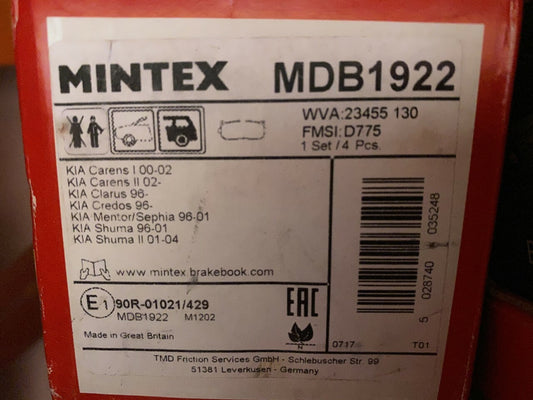 MINTEX MDB1922
WVA:23455 130
FMSI:D775
1 Set / 4 Pcs.
KIA Carens I 00-02
KIA Carens II 02-
KIA Clarus 96-
KIA Credos 96-
KIA Mentor/Sephia 96-01
KIA Shuma 96-01
KIA Shuma II 01-04
www.mintex.brakebook.com
E1 90R-01021/429
MDB1922 M1202
Made in Great Britain
EAC
N
5 028740 035248
0717 T01
TMD Friction Services GmbH - Schlebuscher Str. 99
51381 Leverkusen - Germany